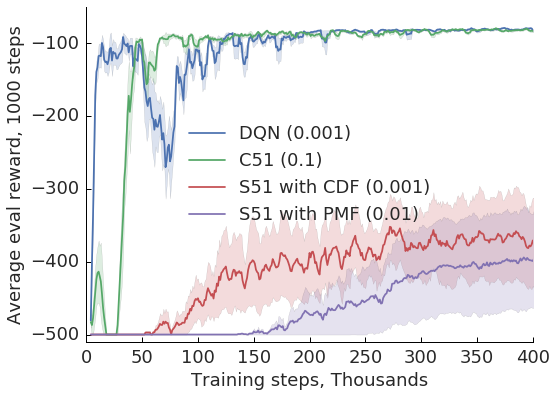 Average eval reward, 1000 steps
−100
−200
−300
−400
−500
DQN (0.001)
C51 (0.1)
S51 with CDF (0.001)
S51 with PMF (0.01)
0 50 100 150 200 250 300 350 400
Training steps, Thousands